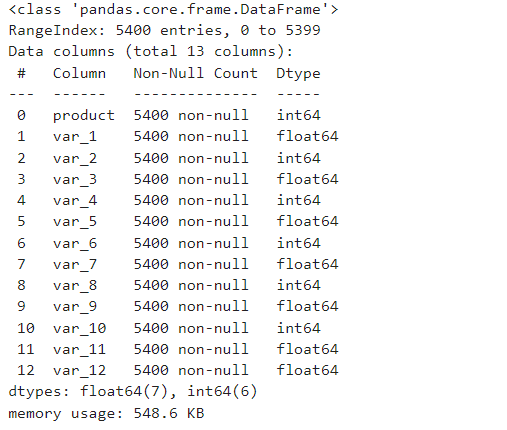 <class 'pandas.core.frame.DataFrame'>
RangeIndex: 5400 entries, 0 to 5399
Data columns (total 13 columns):
 #   Column   Non-Null Count  Dtype
---  ------   --------------  -----
 0   product  5400 non-null   int64
 1   var_1    5400 non-null   float64
 2   var_2    5400 non-null   int64
 3   var_3    5400 non-null   float64
 4   var_4    5400 non-null   int64
 5   var_5    5400 non-null   float64
 6   var_6    5400 non-null   int64
 7   var_7    5400 non-null   float64
 8   var_8    5400 non-null   int64
 9   var_9    5400 non-null   float64
 10  var_10   5400 non-null   int64
 11  var_11   5400 non-null   float64
 12  var_12   5400 non-null   float64
dtypes: float64(7), int64(6)
memory usage: 548.6 KB